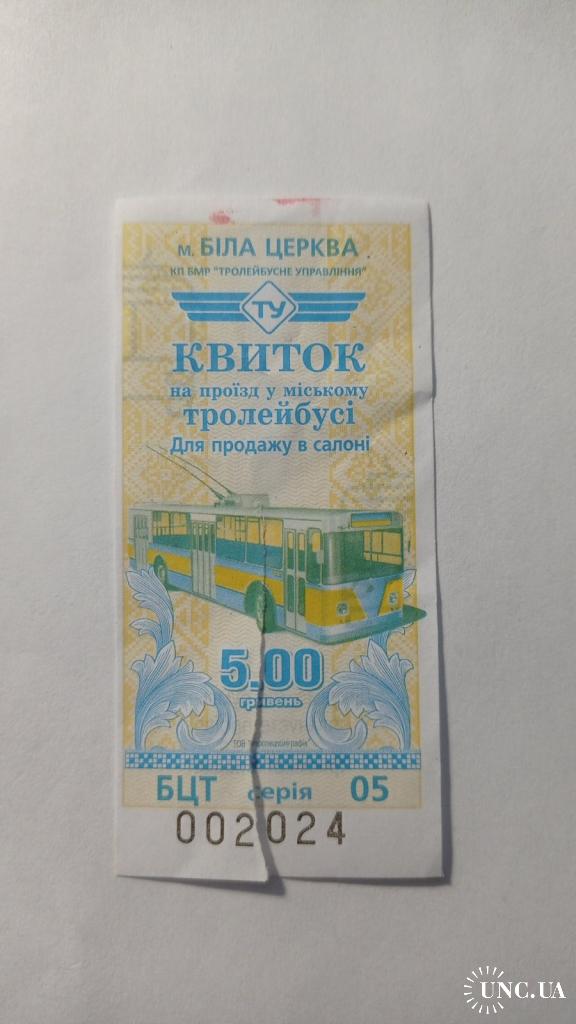 м. БІЛА ЦЕРКВА
КП БМР "ТРОЛЕЙБУСНЕ УПРАВЛІННЯ"
ТУ
КВИТОК
на проїзд у міському
тролейбусі
Для продажу в салоні
5.00
гривень
ТОВ
БЦТ серія 05
002024
UNC.UA